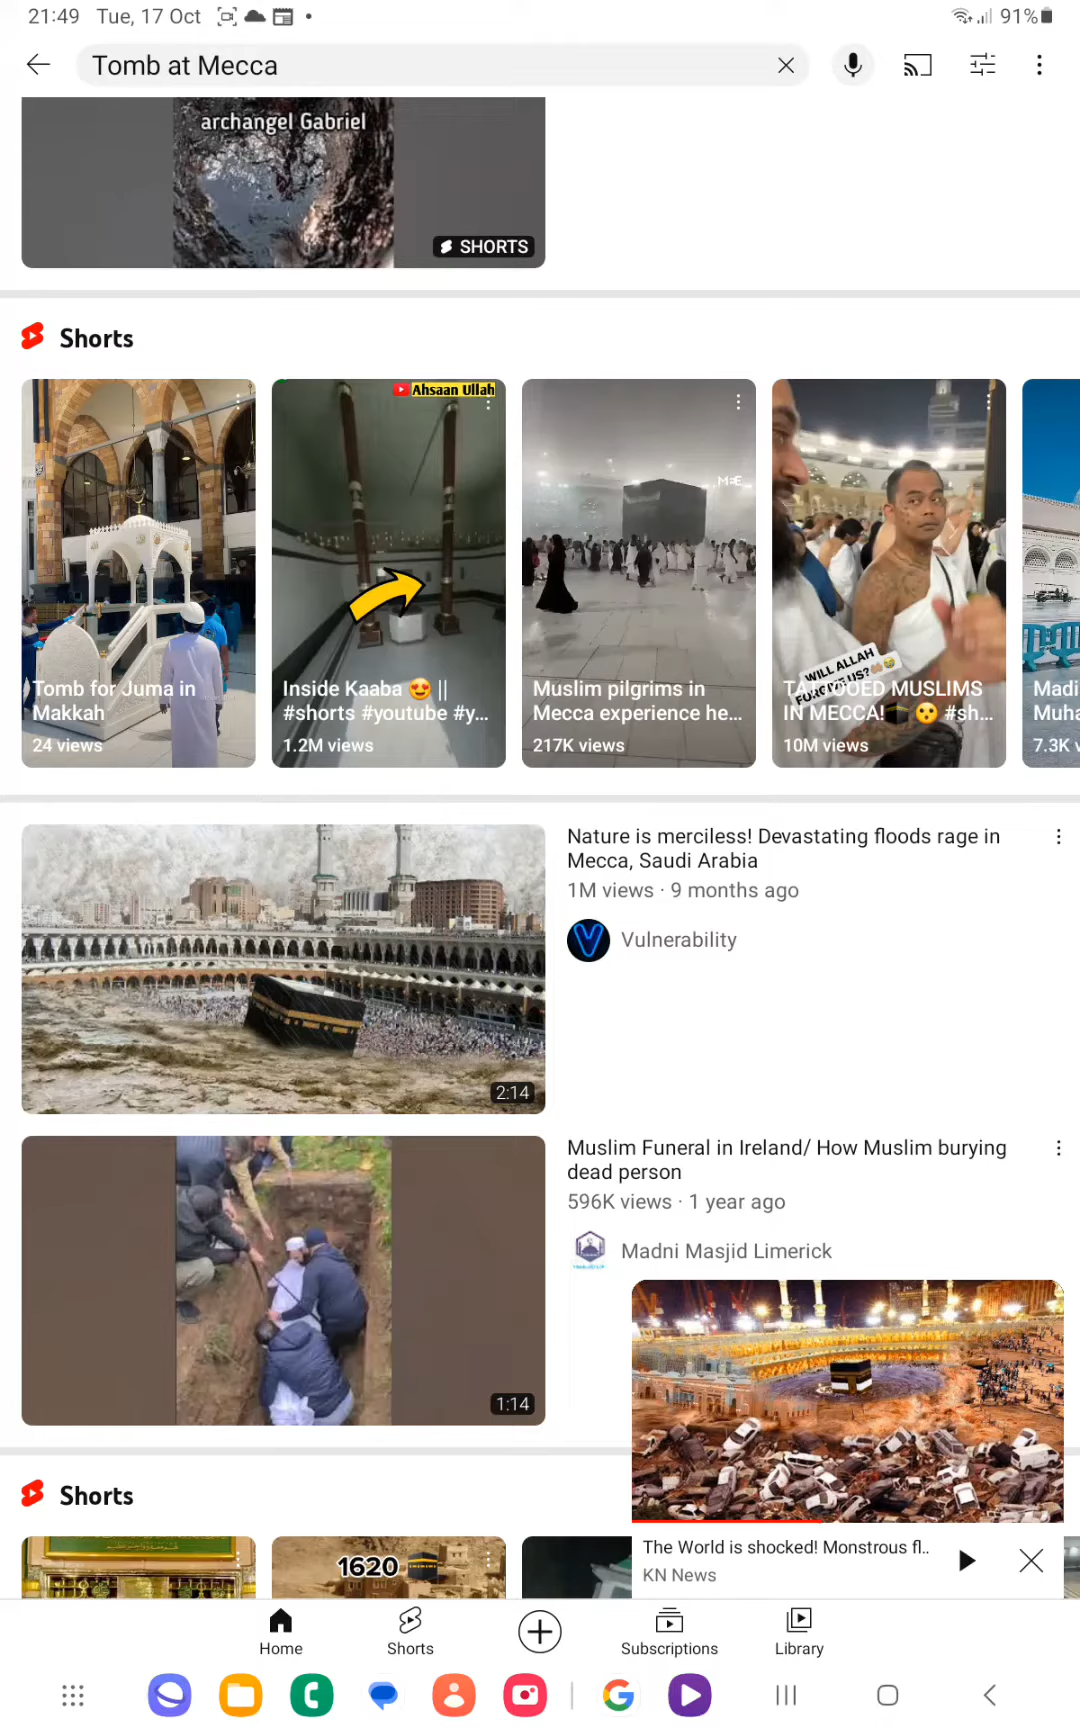 21:49 Tue, 17 Oct
91%
Tomb at Mecca
archangel Gabriel
SHORTS
Shorts
Ahsaan Ullah
Tomb for Juma in
Makkah
24 views
Inside Kaaba 😍 ||
#shorts #youtube #y...
1.2M views
Muslim pilgrims in
Mecca experience he...
217K views
WILL ALLAH
FORGIVE US?
TATTOOED MUSLIMS
IN MECCA!🕋 😯 #sh...
10M views
Madi
Muha
7.3K v
Nature is merciless! Devastating floods rage in
Mecca, Saudi Arabia
1M views · 9 months ago
Vulnerability
2:14
Muslim Funeral in Ireland/ How Muslim burying
dead person
596K views · 1 year ago
Madni Masjid Limerick
1:14
Shorts
1620
The World is shocked! Monstrous fl..
KN News
Home
Shorts
Subscriptions
Library